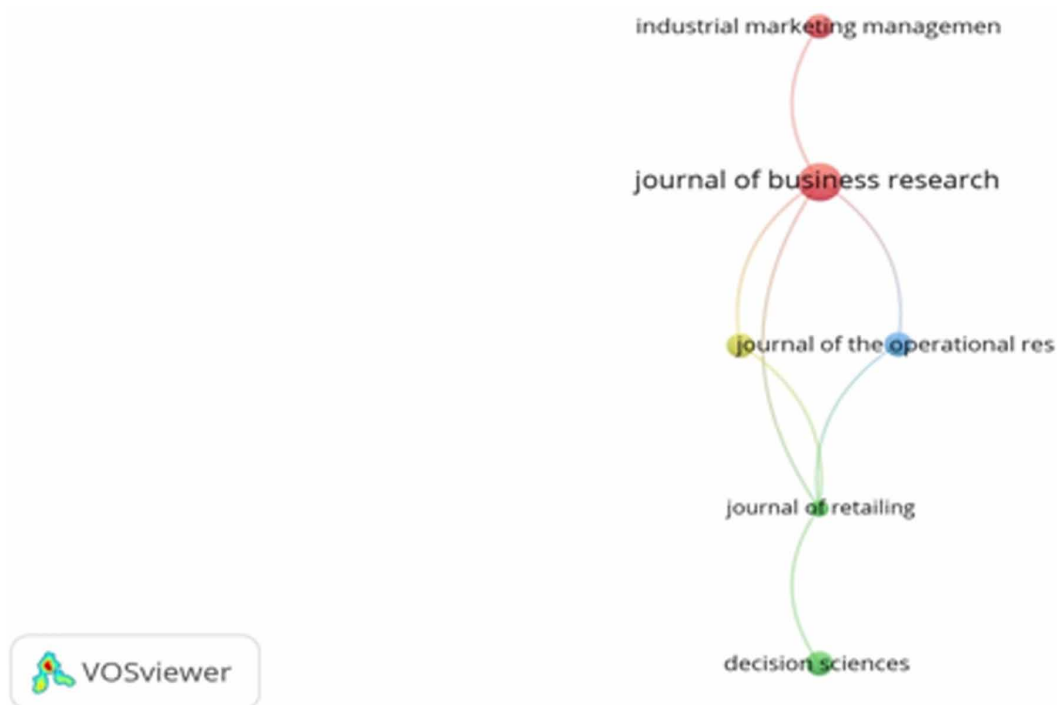 industrial marketing managemen
journal of business research
journal of the operational res
journal of retailing
decision sciences
VOSviewer